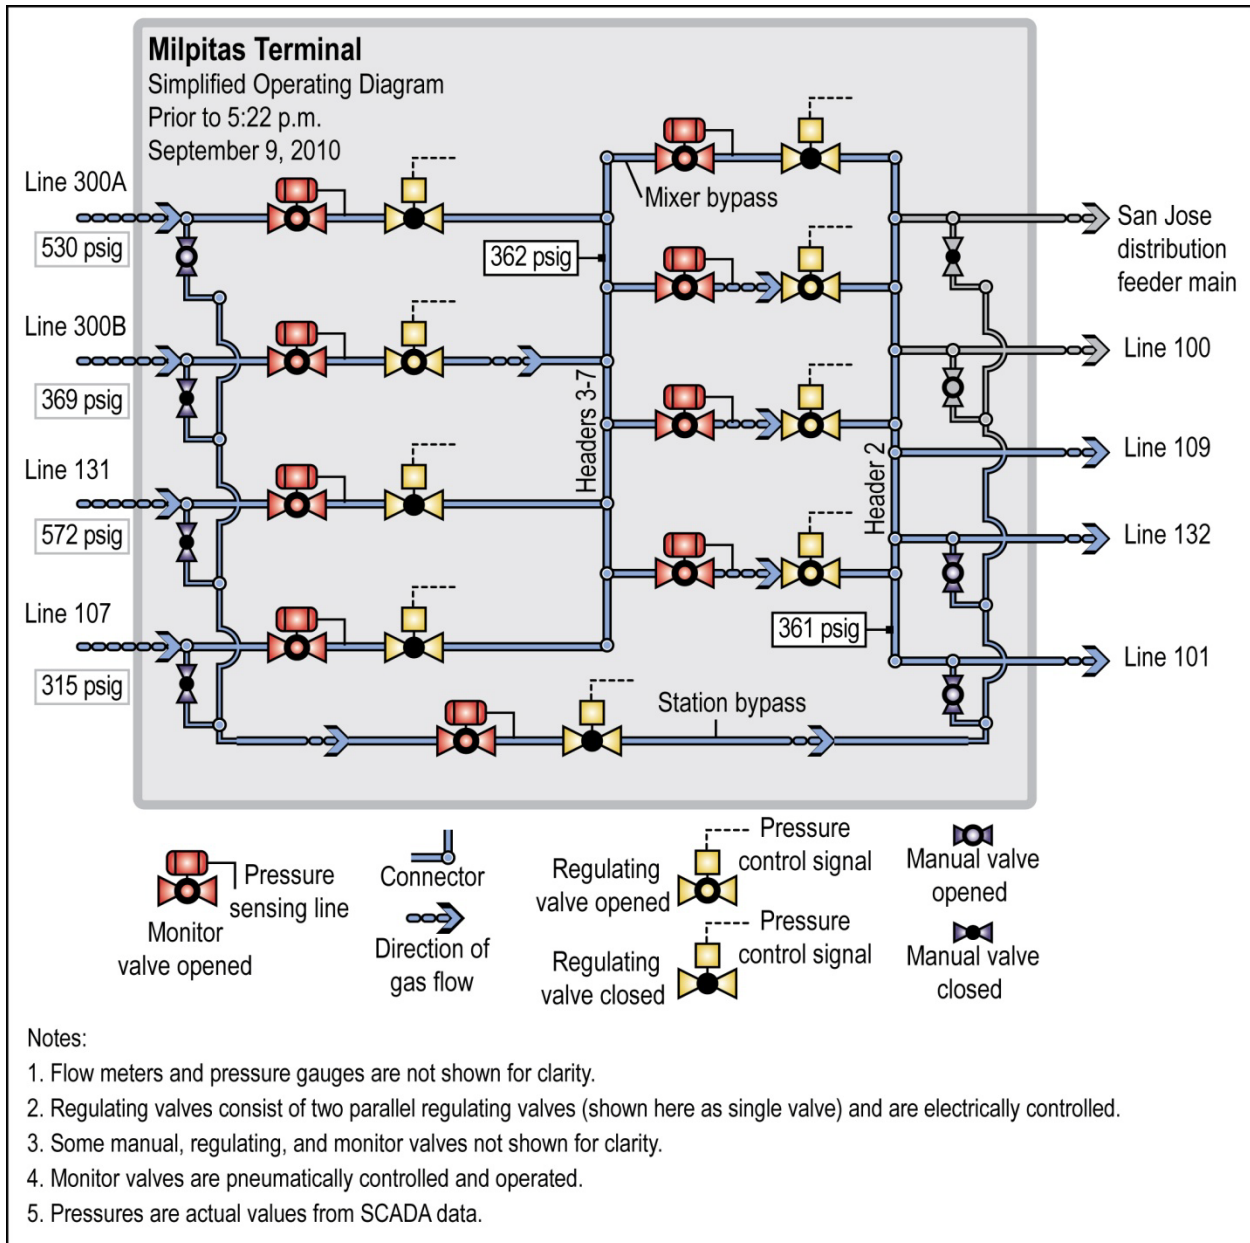 Milpitas Terminal
Simplified Operating Diagram
Prior to 5:22 p.m.
September 9, 2010
Line 300A
530 psig
Line 300B
369 psig
Line 131
572 psig
Line 107
315 psig
Mixer bypass
362 psig
Headers 3-7
Header 2
361 psig
Station bypass
San Jose
distribution
feeder main
Line 100
Line 109
Line 132
Line 101
Pressure
sensing line
Monitor
valve opened
Connector
Direction of
gas flow
Regulating
valve opened
Pressure
control signal
Regulating
valve closed
Pressure
control signal
Manual valve
opened
Manual valve
closed
Notes:
1. Flow meters and pressure gauges are not shown for clarity.
2. Regulating valves consist of two parallel regulating valves (shown here as single valve) and are electrically controlled.
3. Some manual, regulating, and monitor valves not shown for clarity.
4. Monitor valves are pneumatically controlled and operated.
5. Pressures are actual values from SCADA data.